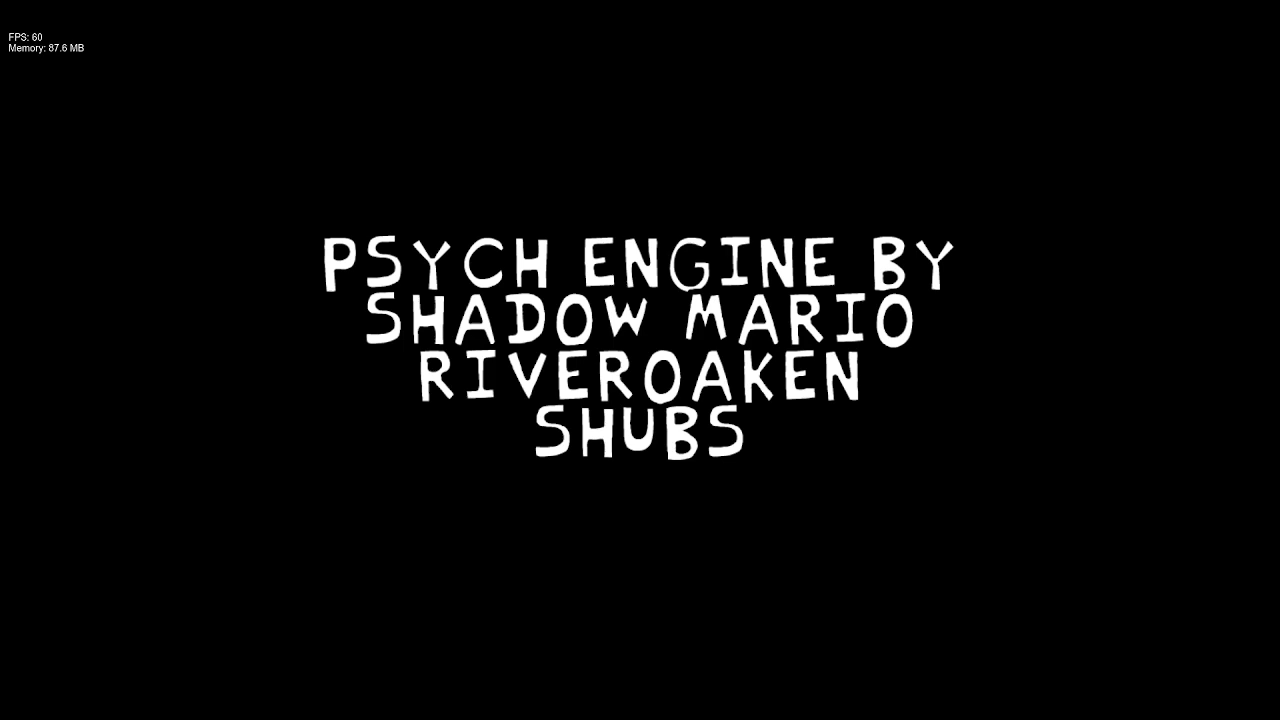 FPS: 60
Memory: 87.6 MB
PSYCH ENGINE BY
SHADOW MARIO
RIVEROAKEN
SHUBS